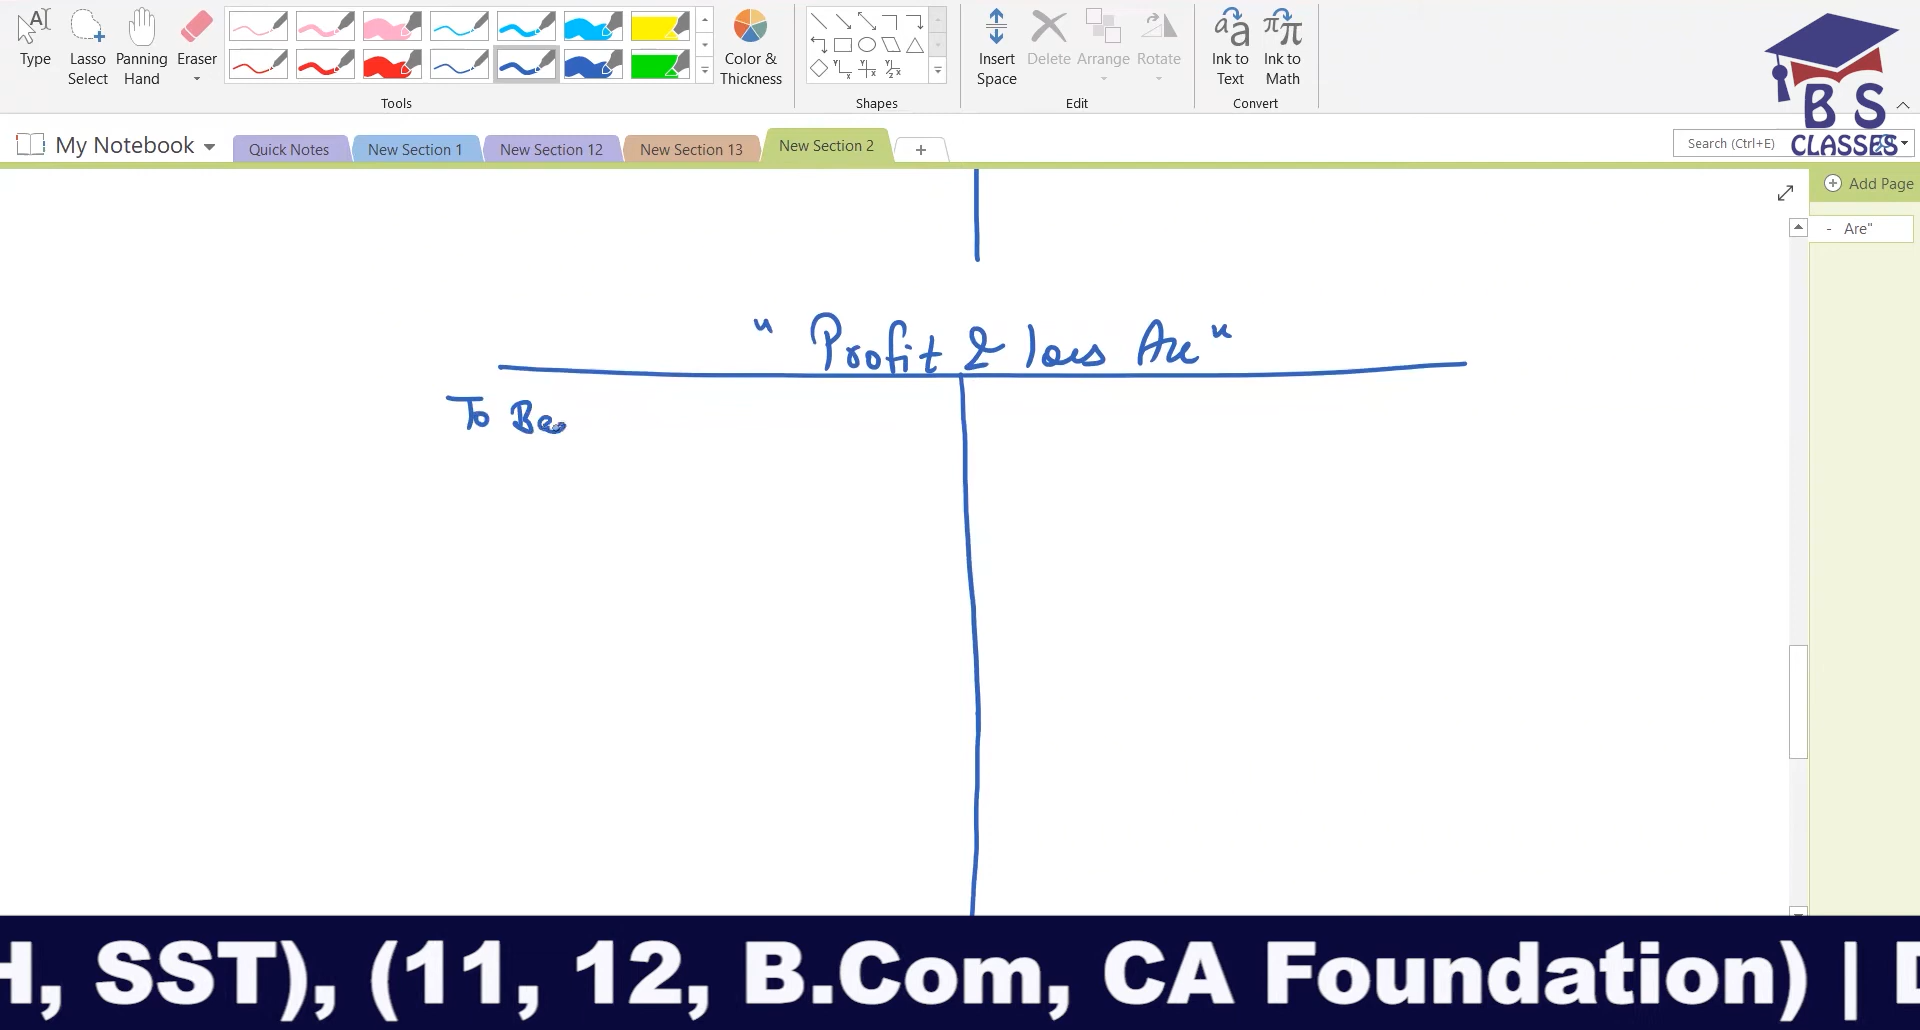 Type
Lasso Select
Panning Hand
Eraser
Color & Thickness
Insert Space
Delete
Arrange
Rotate
Ink to Text
Ink to Math
Tools
Shapes
Edit
Convert
B S
CLASSES
My Notebook
Quick Notes
New Section 1
New Section 12
New Section 13
New Section 2
+
Search (Ctrl+E)
Add Page
- Are"
" Profit & loss "
To
H, SST), (11, 12, B.Com, CA Foundation) |